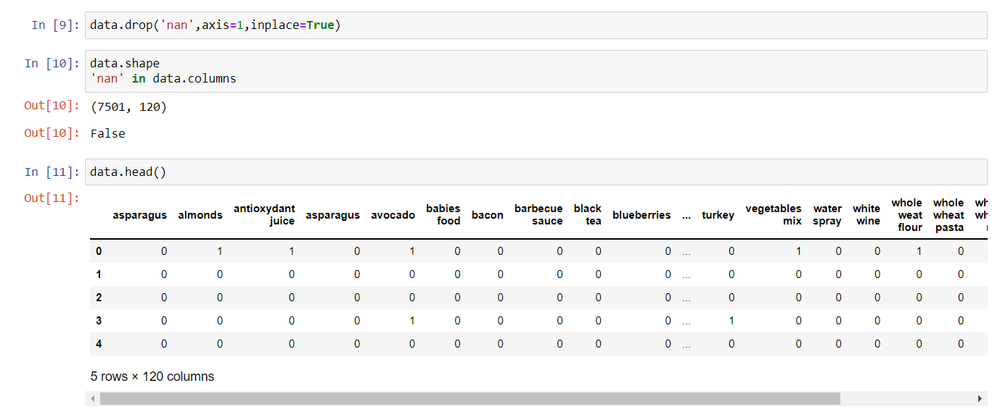 In [9]: data.drop('nan',axis=1,inplace=True)
In [10]: data.shape
'nan' in data.columns
Out[10]: (7501, 120)
Out[10]: False
In [11]: data.head()
Out[11]:
asparagus almonds antioxydant juice asparagus avocado babies food bacon barbecue sauce black tea blueberries ... turkey vegetables mix water spray white wine whole weat flour whole wheat pasta
0 0 1 1 0 1 0 0 0 0 0 ... 0 1 0 0 1 0
1 0 0 0 0 0 0 0 0 0 0 ... 0 0 0 0 0 0
2 0 0 0 0 0 0 0 0 0 0 ... 0 0 0 0 0 0
3 0 0 0 0 1 0 0 0 0 0 ... 1 0 0 0 0 0
4 0 0 0 0 0 0 0 0 0 0 ... 0 0 0 0 0 0
5 rows × 120 columns